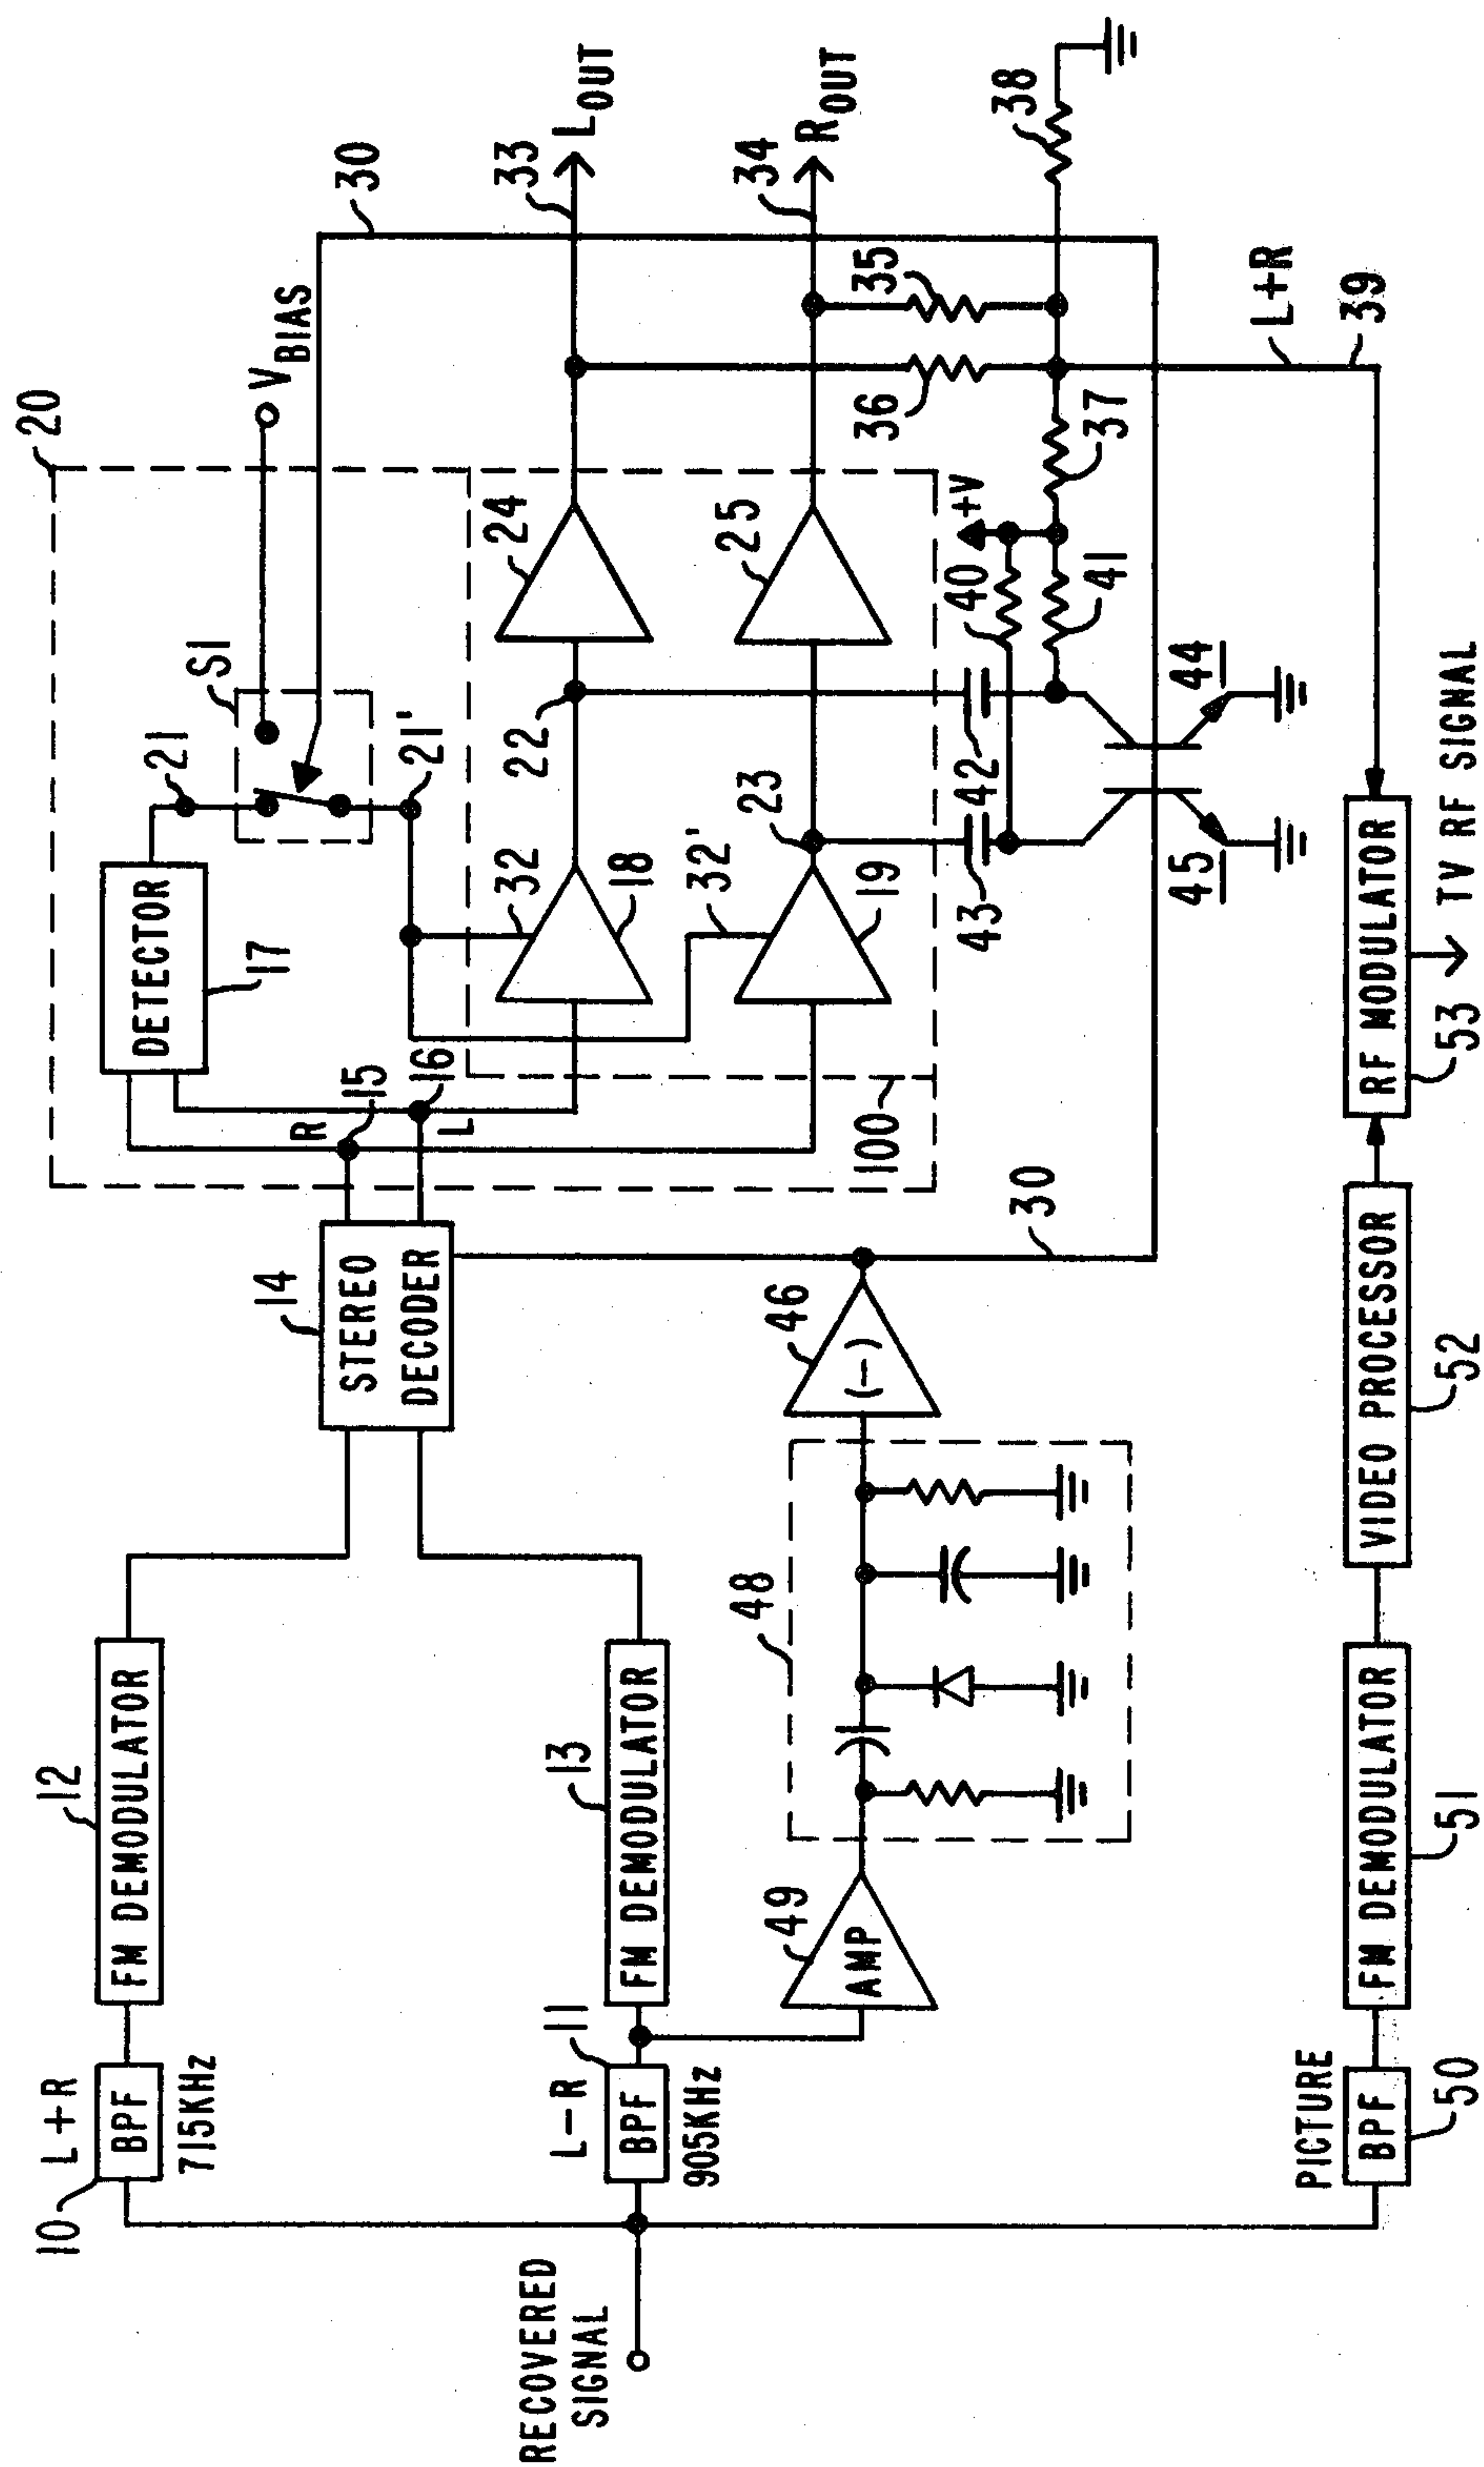 RECOVERED
SIGNAL
10
L+R
BPF
715KHz
12
FM DEMODULATOR
L-R
11
BPF
905KHz
13
FM DEMODULATOR
49
AMP
48
46
(-)
14
STEREO
DECODER
30
R
15
16
L
20
DETECTOR
17
21
S1
21'
VBIAS
30
32
18
22
24
33
LOUT
32'
19
23
25
34
ROUT
100
43
42
40
41
+V
37
36
35
38
45
44
L+R
39
PICTURE
BPF
50
FM DEMODULATOR
51
VIDEO PROCESSOR
52
RF MODULATOR
53
TV RF SIGNAL